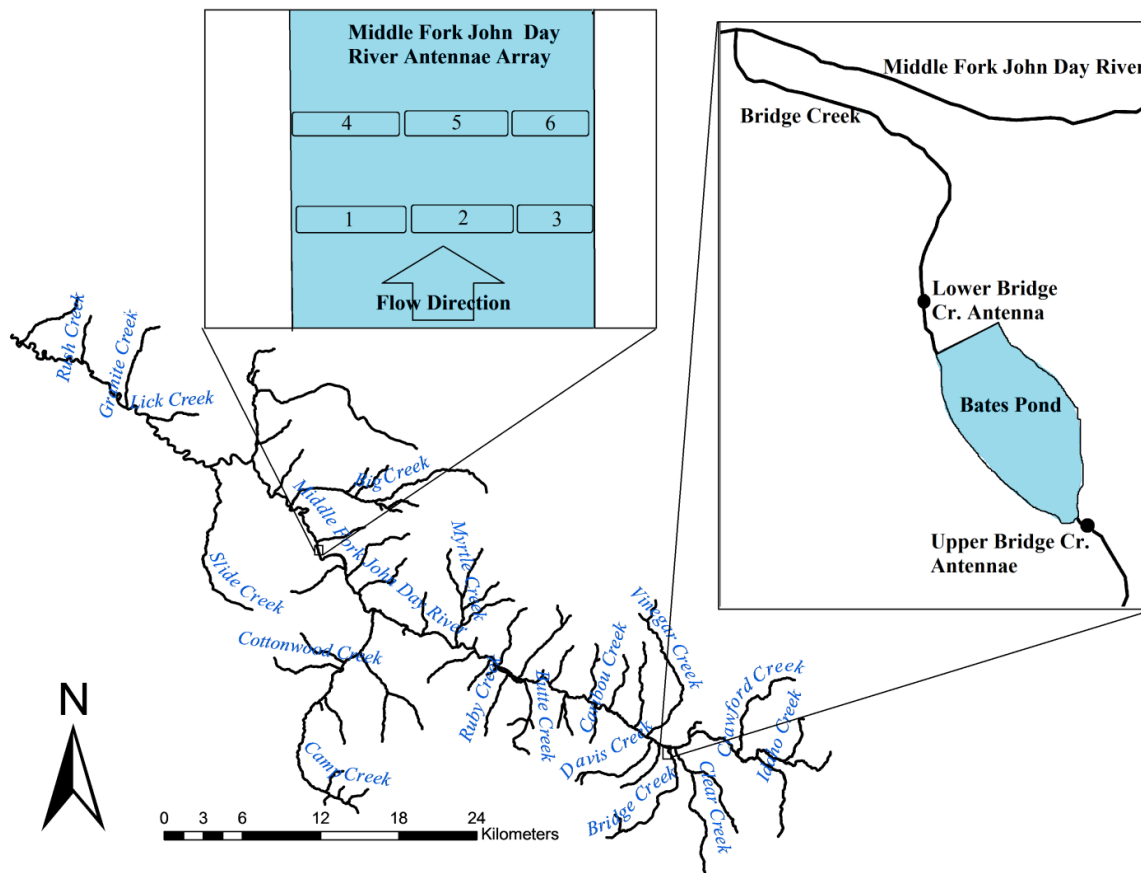 Middle Fork John Day
River Antennae Array
4
5
6
1
2
3
Flow Direction
Middle Fork John Day River
Bridge Creek
Lower Bridge
Cr. Antenna
Bates Pond
Upper Bridge Cr.
Antennae
Rush Creek
Granite Creek
Lick Creek
Big Creek
Middle Fork John Day River
Myrtle Creek
Slide Creek
Cottonwood Creek
Camp Creek
Ruby Creek
Butte Creek
Caribou Creek
Vinegar Creek
Davis Creek
Bridge Creek
Clear Creek
Crawford Creek
Idaho Creek
N
0 3 6 12 18 24
Kilometers